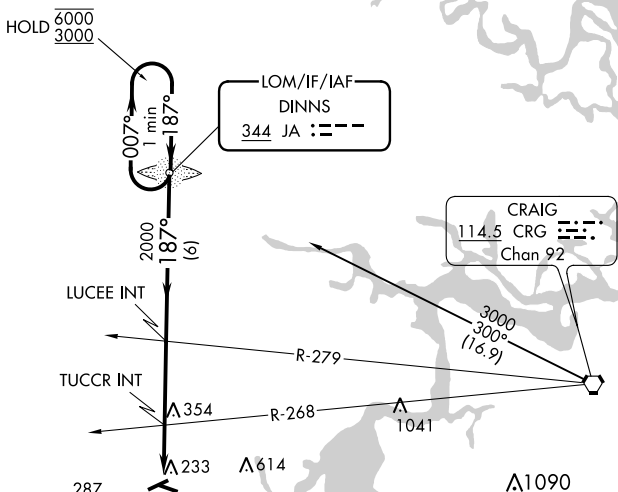 HOLD 6000
3000
LOM/IF/IAF
DINNS
344 JA
007°
1 min
187°
2000
187°
(6)
CRAIG
114.5 CRG
Chan 92
LUCEE INT
3000
300°
(16.9)
R-279
TUCCR INT
354
R-268
1041
233
614
287
1090